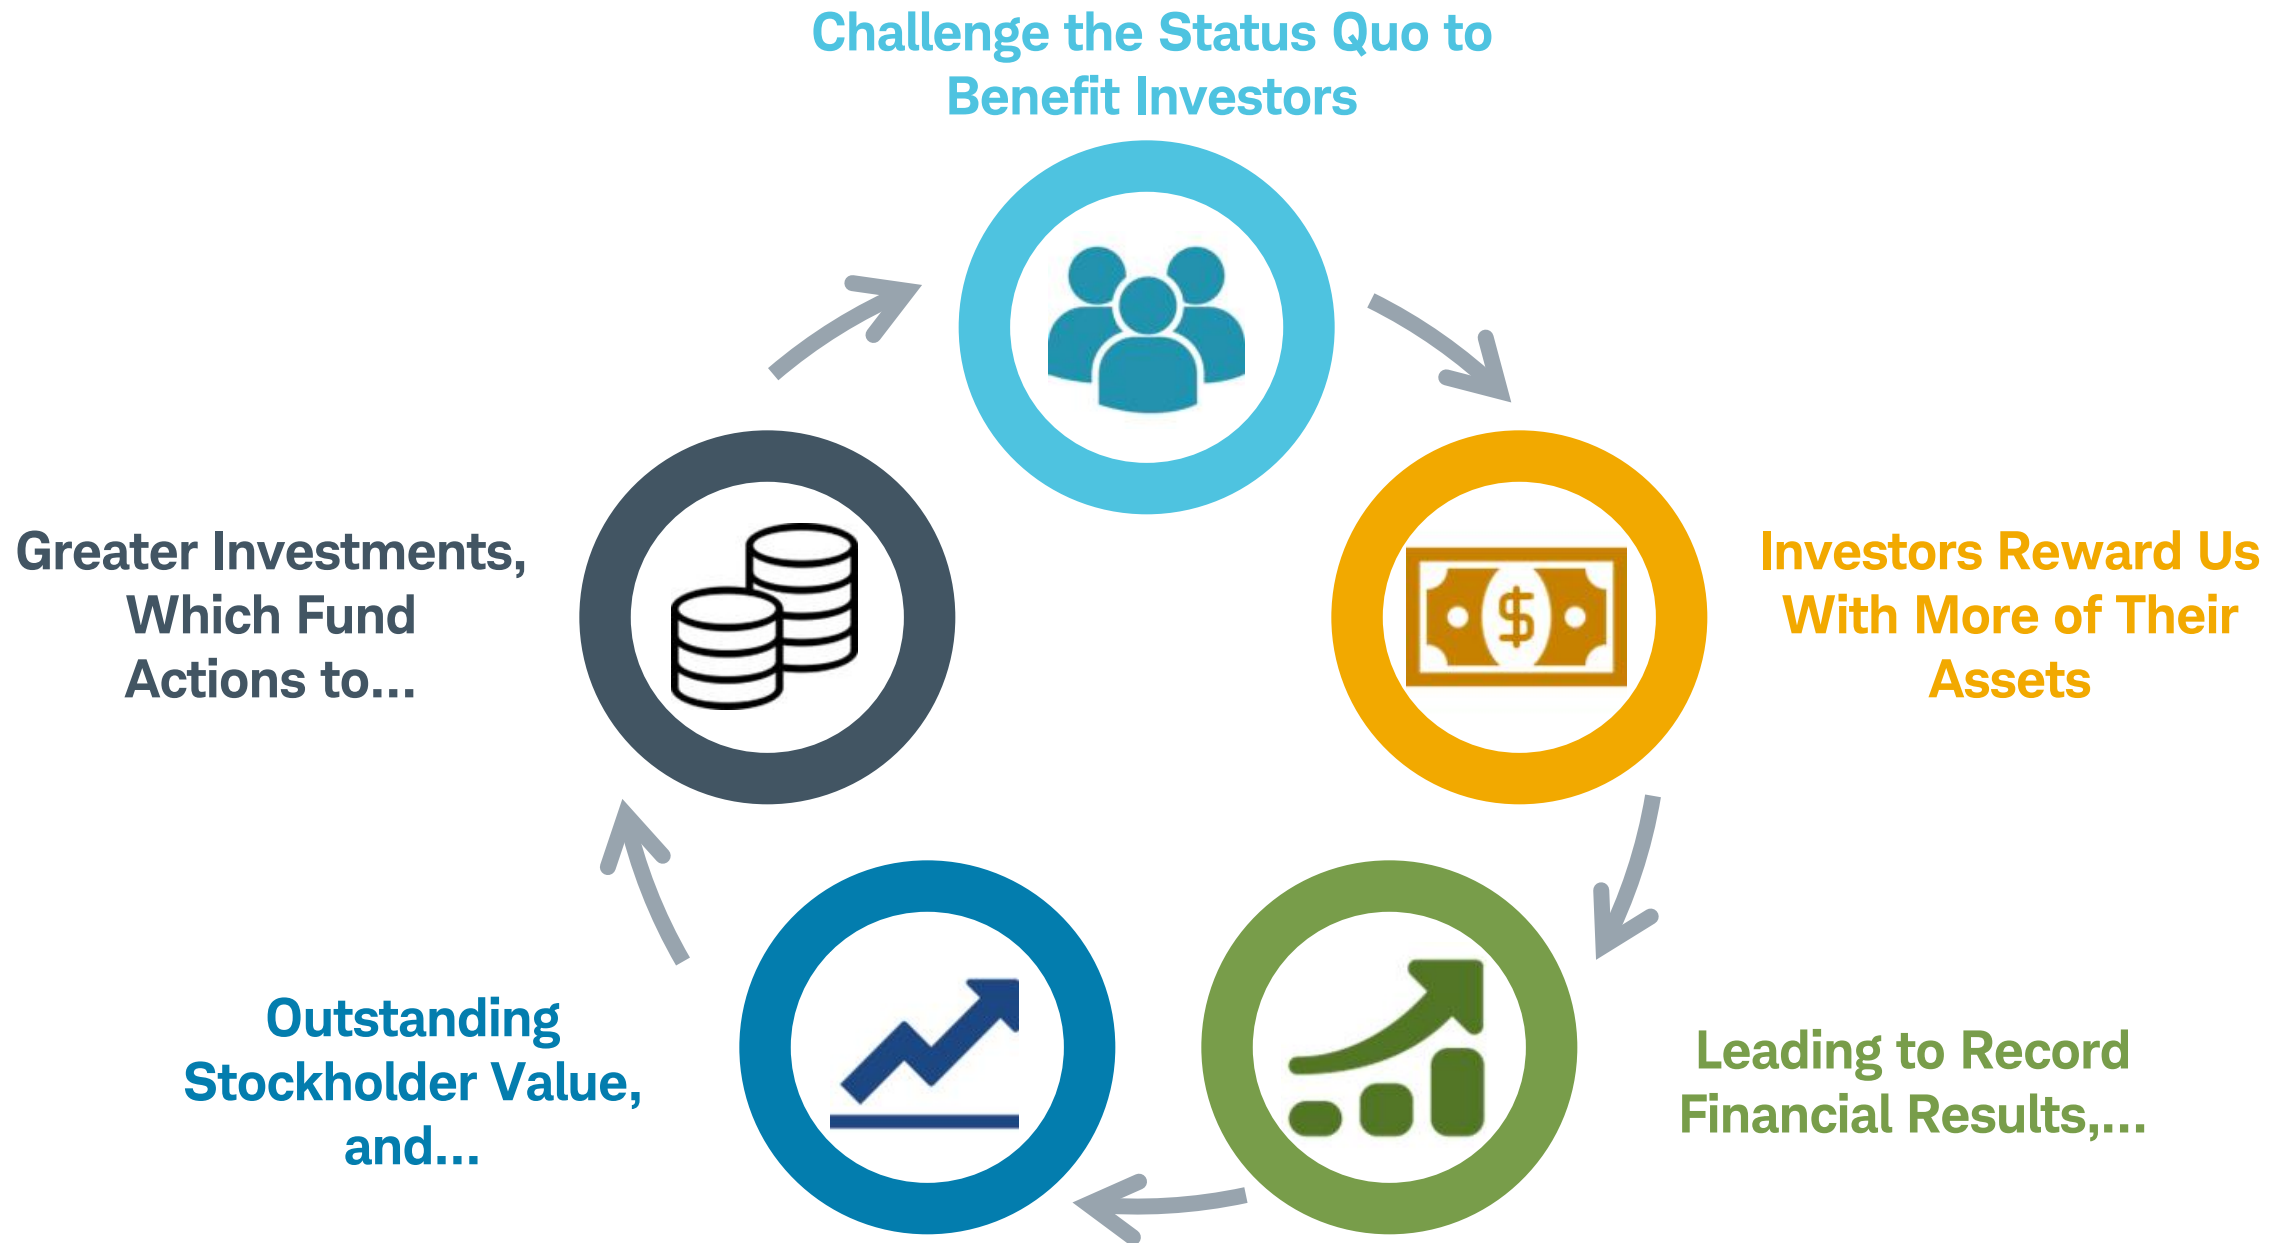 Challenge the Status Quo to
Benefit Investors
Investors Reward Us
With More of Their
Assets
Leading to Record
Financial Results,...
Outstanding
Stockholder Value,
and...
Greater Investments,
Which Fund
Actions to...
$